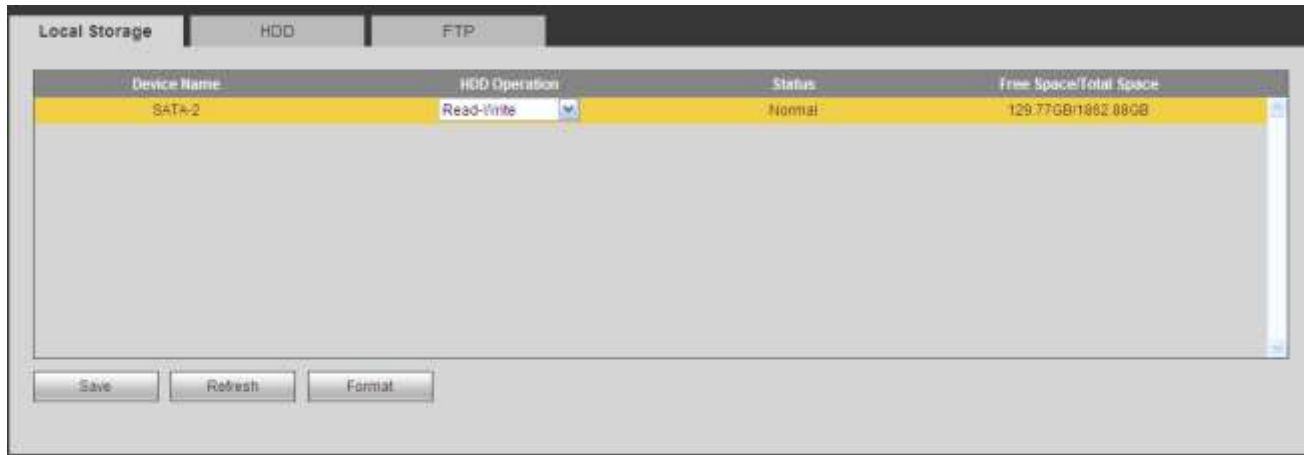 Local Storage HDD FTP
Device Name HDD Operation Status Free Space/Total Space
SATA-2 Read-Write Normal 129.77GB/1862.88GB
Save Refresh Format